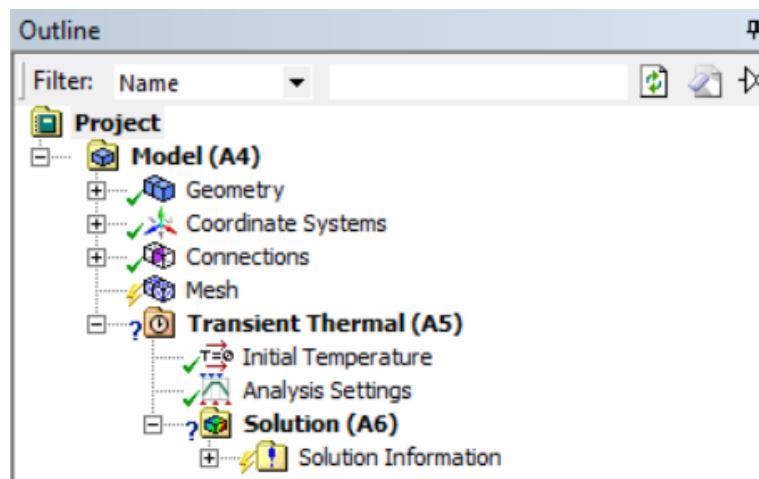 Outline
Filter: Name
Project
Model (A4)
Geometry
Coordinate Systems
Connections
Mesh
Transient Thermal (A5)
T=0 Initial Temperature
Analysis Settings
Solution (A6)
Solution Information